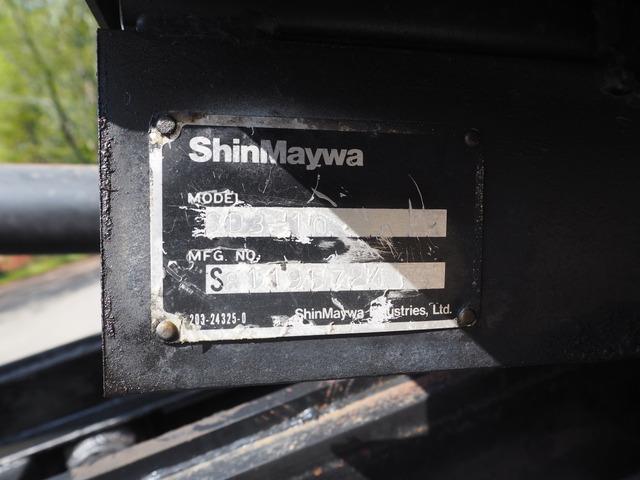 ShinMaywa
MODEL
MFG. NO.
S
203-24325-0
ShinMaywa Industries, Ltd.